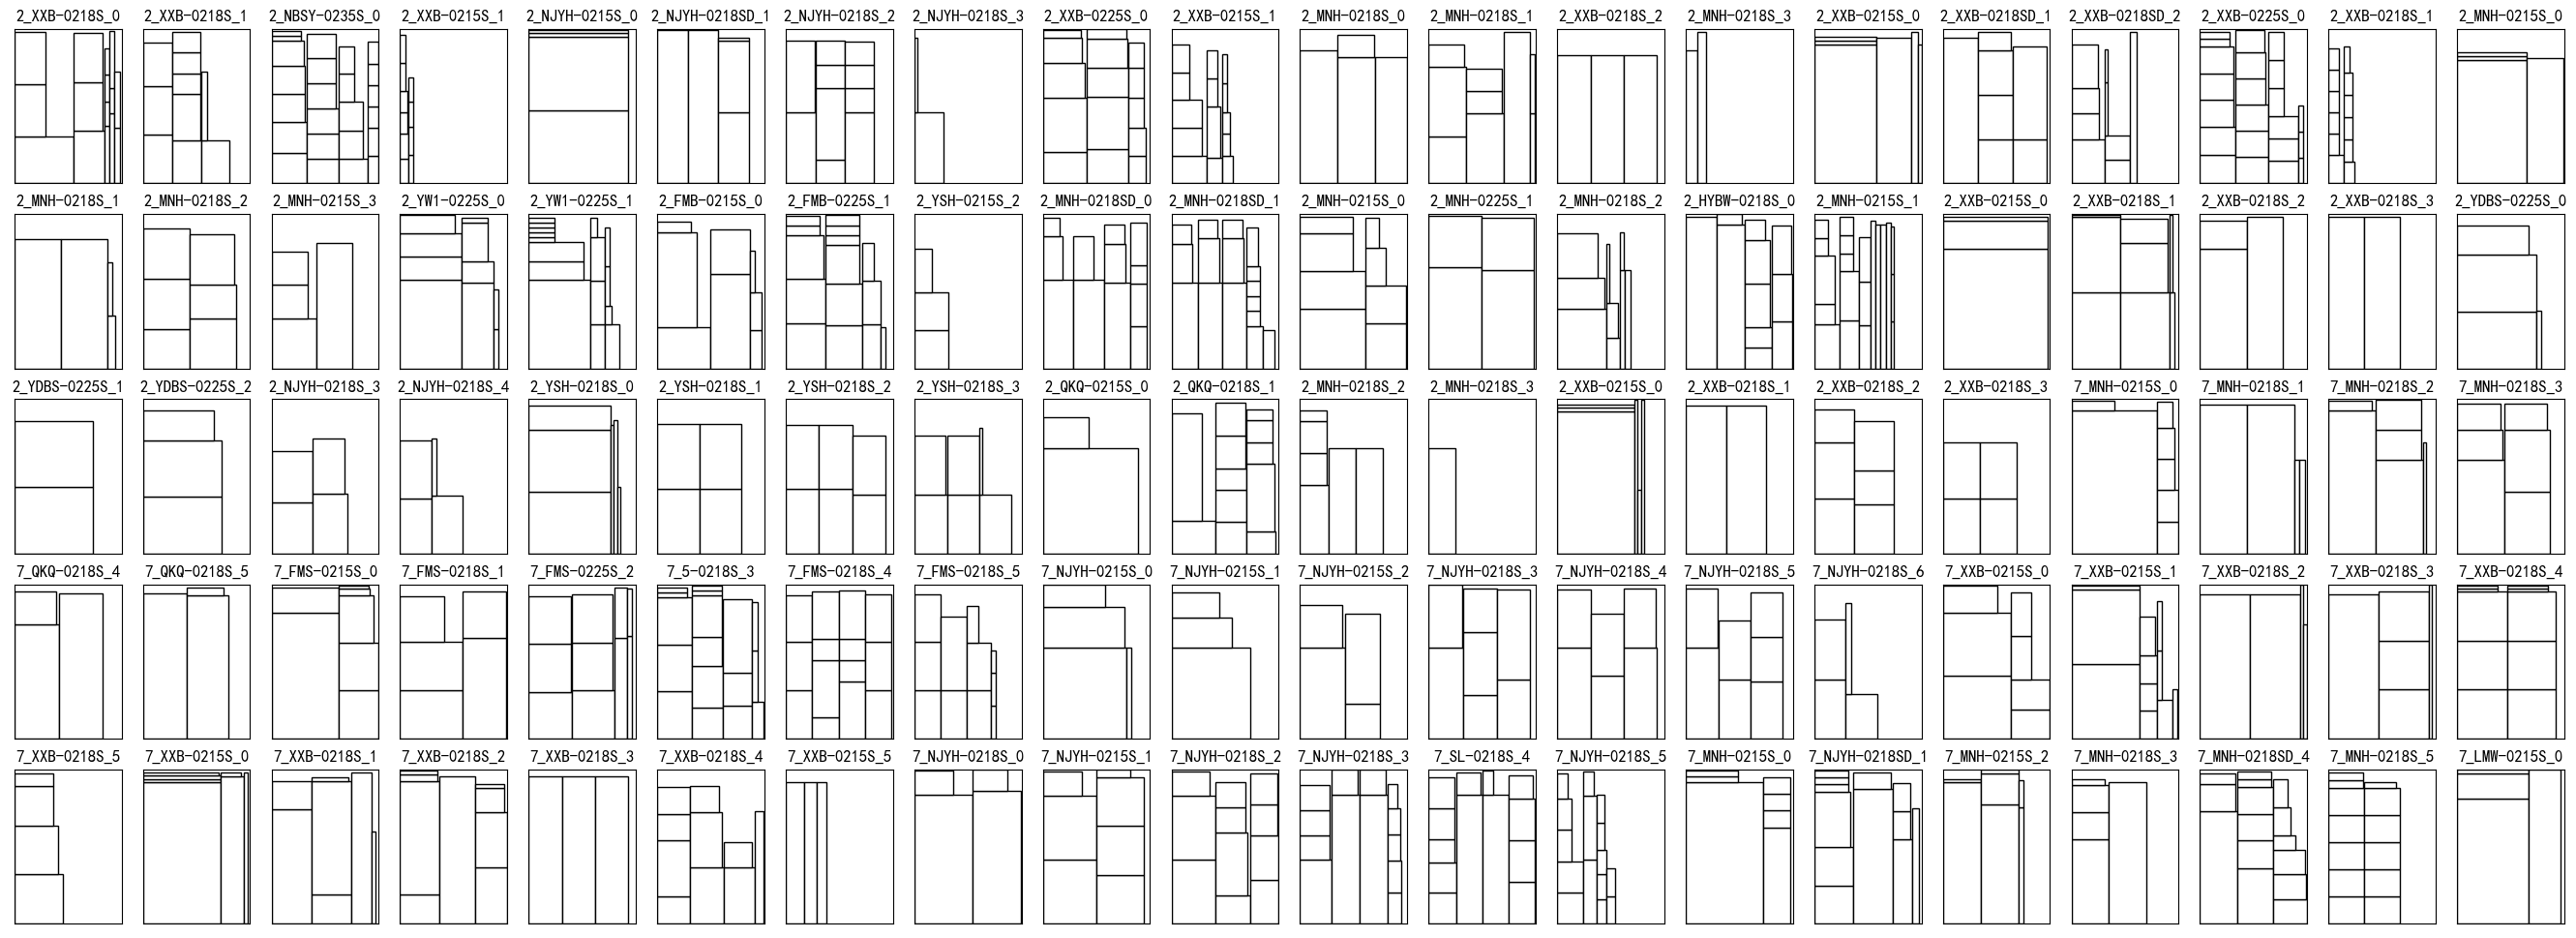 2_XXB-0218S_0 2_XXB-0218S_1 2_NBSY-0235S_0 2_XXB-0215S_1 2_NJYH-0215S_0 2_NJYH-0218SD_1 2_NJYH-0218S_2 2_NJYH-0218S_3 2_XXB-0225S_0 2_XXB-0215S_1 2_MNH-0218S_0 2_MNH-0218S_1 2_XXB-0218S_2 2_MNH-0218S_3 2_XXB-0215S_0 2_XXB-0218SD_1 2_XXB-0218SD_2 2_XXB-0225S_0 2_XXB-0218S_1 2_MNH-0215S_0
2_MNH-0218S_1 2_MNH-0218S_2 2_MNH-0215S_3 2_YW1-0225S_0 2_YW1-0225S_1 2_FMB-0215S_0 2_FMB-0225S_1 2_YSH-0215S_2 2_MNH-0218SD_0 2_MNH-0218SD_1 2_MNH-0215S_0 2_MNH-0225S_1 2_MNH-0218S_2 2_HYBW-0218S_0 2_MNH-0215S_1 2_XXB-0215S_0 2_XXB-0218S_1 2_XXB-0218S_2 2_XXB-0218S_3 2_YDBS-0225S_0
2_YDBS-0225S_1 2_YDBS-0225S_2 2_NJYH-0218S_3 2_NJYH-0218S_4 2_YSH-0218S_0 2_YSH-0218S_1 2_YSH-0218S_2 2_YSH-0218S_3 2_QKQ-0215S_0 2_QKQ-0218S_1 2_MNH-0218S_2 2_MNH-0218S_3 2_XXB-0215S_0 2_XXB-0218S_1 2_XXB-0218S_2 2_XXB-0218S_3 7_MNH-0215S_0 7_MNH-0218S_1 7_MNH-0218S_2 7_MNH-0218S_3
7_QKQ-0218S_4 7_QKQ-0218S_5 7_FMS-0215S_0 7_FMS-0218S_1 7_FMS-0225S_2 7_5-0218S_3 7_FMS-0218S_4 7_FMS-0218S_5 7_NJYH-0215S_0 7_NJYH-0215S_1 7_NJYH-0215S_2 7_NJYH-0218S_3 7_NJYH-0218S_4 7_NJYH-0218S_5 7_NJYH-0218S_6 7_XXB-0215S_0 7_XXB-0215S_1 7_XXB-0218S_2 7_XXB-0218S_3 7_XXB-0218S_4
7_XXB-0218S_5 7_XXB-0215S_0 7_XXB-0218S_1 7_XXB-0218S_2 7_XXB-0218S_3 7_XXB-0218S_4 7_XXB-0215S_5 7_NJYH-0218S_0 7_NJYH-0215S_1 7_NJYH-0218S_2 7_NJYH-0218S_3 7_SL-0218S_4 7_NJYH-0218S_5 7_MNH-0215S_0 7_NJYH-0218SD_1 7_MNH-0215S_2 7_MNH-0218S_3 7_MNH-0218SD_4 7_MNH-0218S_5 7_LMW-0215S_0